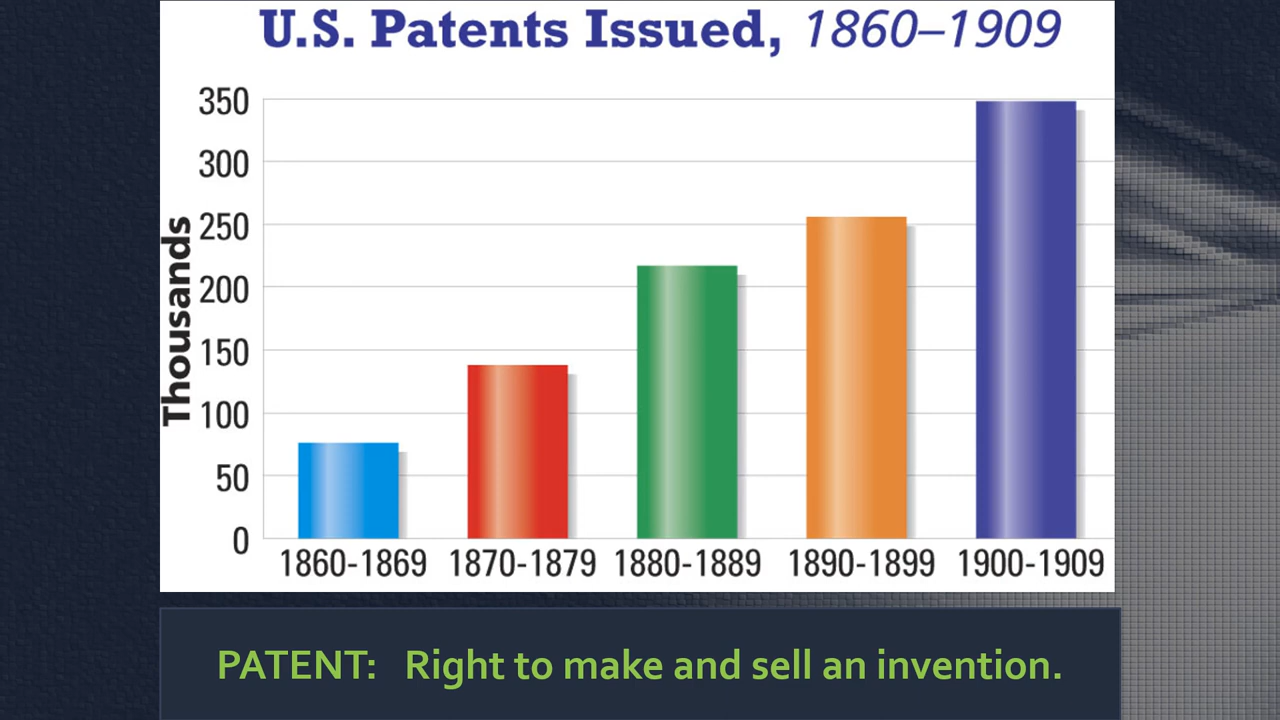 U.S. Patents Issued, 1860–1909
Thousands
350
300
250
200
150
100
50
0
1860-1869 1870-1879 1880-1889 1890-1899 1900-1909
PATENT: Right to make and sell an invention.